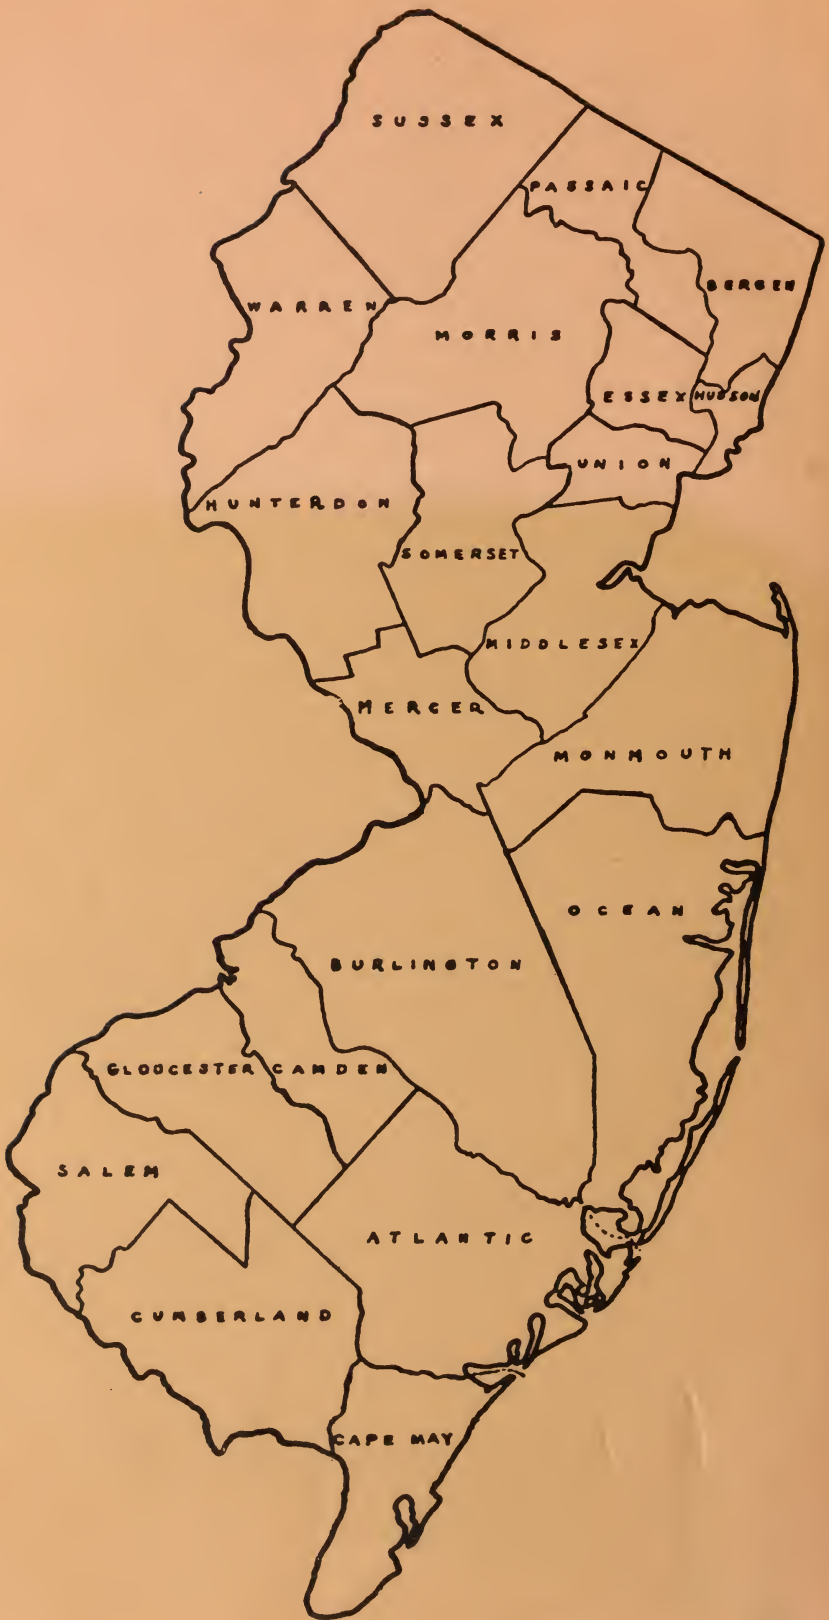 SUSSEX
PASSAIC
BERGEN
WARREN
MORRIS
ESSEX
HUDSON
UNION
HUNTERDON
SOMERSET
MIDDLESEX
MERCER
MONMOUTH
OCEAN
BURLINGTON
GLOUCESTER
CAMDEN
SALEM
ATLANTIC
CUMBERLAND
CAPE MAY